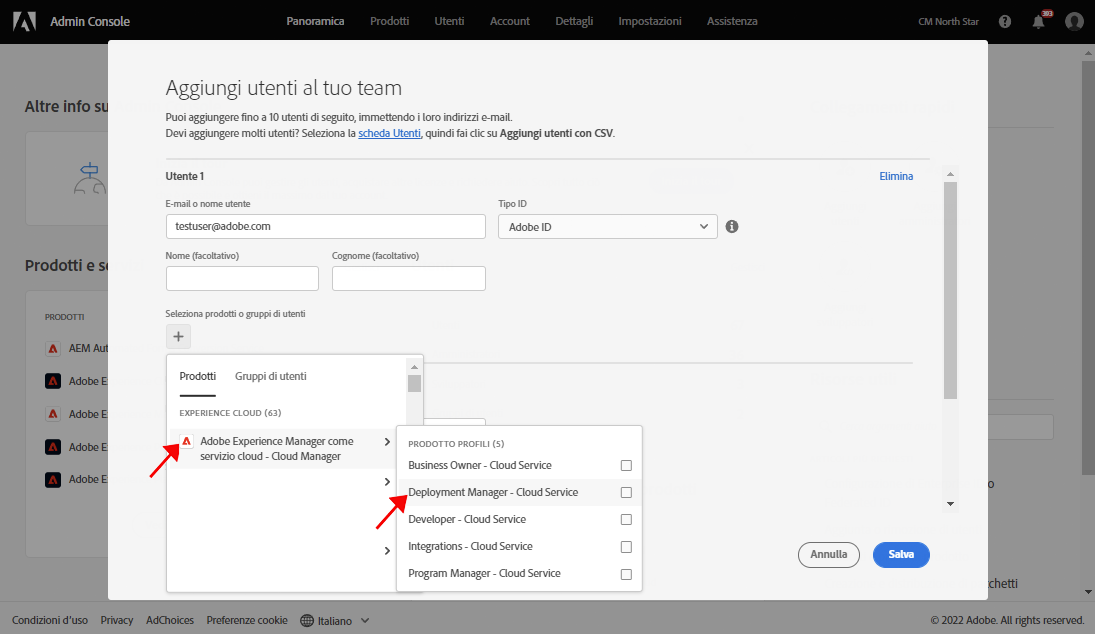 Admin Console
Panoramica Prodotti Utenti Account Dettagli Impostazioni Assistenza
CM North Star
Altre info su
Aggiungi utenti al tuo team
Puoi aggiungere fino a 10 utenti di seguito, immettendo i loro indirizzi e-mail.
Devi aggiungere molti utenti? Seleziona la scheda Utenti, quindi fai clic su Aggiungi utenti con CSV.
Utente 1 Elimina
E-mail o nome utente Tipo ID
testuser@adobe.com Adobe ID
Nome (facoltativo) Cognome (facoltativo)
Prodotti e se
Seleziona prodotti o gruppi di utenti
PRODOTTI
AEM Aut
Adobe E
Adobe E
Adobe E
Adobe E
Prodotti Gruppi di utenti
EXPERIENCE CLOUD (63)
Adobe Experience Manager come
servizio cloud - Cloud Manager
PRODOTTO PROFILI (5)
Business Owner - Cloud Service
Deployment Manager - Cloud Service
Developer - Cloud Service
Integrations - Cloud Service
Program Manager - Cloud Service
Annulla Salva
Condizioni d'uso Privacy AdChoices Preferenze cookie Italiano
© 2022 Adobe. All rights reserved.